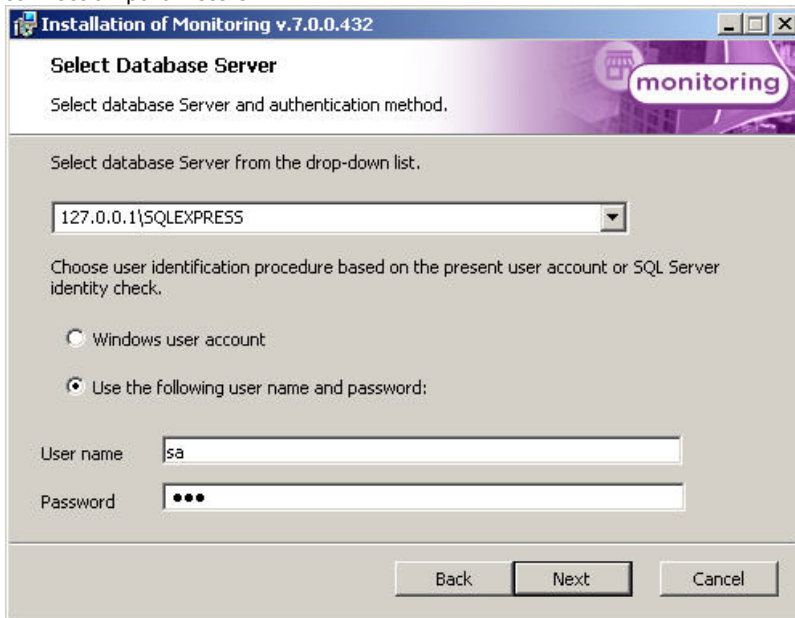 Installation of Monitoring v.7.0.0.432
Select Database Server
monitoring
Select database Server and authentication method.
Select database Server from the drop-down list.
127.0.0.1\SQLEXPRESS
Choose user identification procedure based on the present user account or SQL Server
identity check.
Windows user account
Use the following user name and password:
User name
sa
Password
●●●
Back Next Cancel